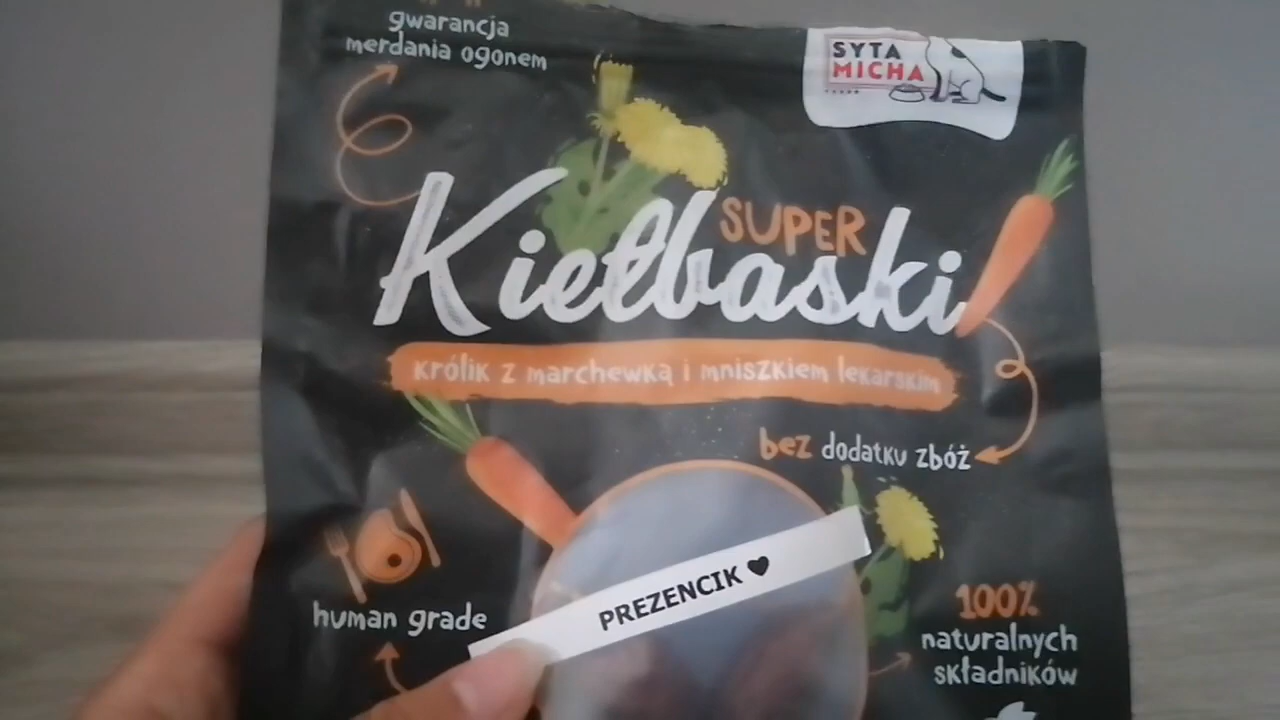 gwarancja
merdania ogonem
SYTA
MICHA
SUPER
Kiełbaski
królik z marchewką i mniszkiem lekarskim
bez dodatku zbóż
PREZENCIK ♥
human grade
100%
naturalnych
składników